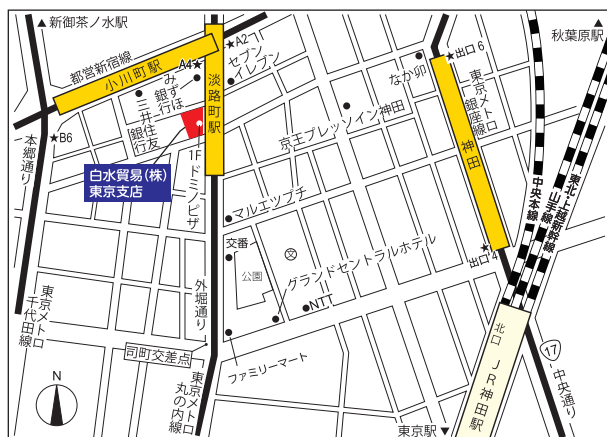 ▲新御茶ノ水駅
秋葉原駅▲
都営新宿線
小川町駅
A4★
★A2
セブン
イレブン
みずほ
銀行
三井住友
銀行
淡路町駅
★出口6
なか卯
東京メトロ
銀座線
★B6
本郷通り
白水貿易(株)
東京支店
1F ドミノピザ
京王プレッソイン神田
神田
中央本線
山手線
東北・上越新幹線
マルエツプチ
交番
文
公園
グランドセントラルホテル
出口4
★
NTT
外堀通り
東京メトロ
千代田線
司町交差点
ファミリーマート
東京メトロ
丸の内線
N
北口
JR神田駅
17
中央通り
東京駅▼